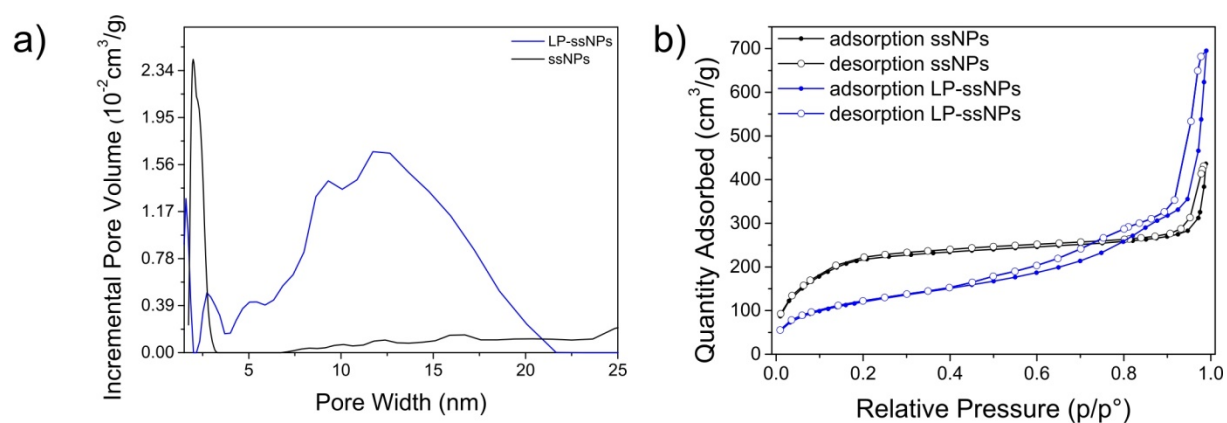 a)
Incremental Pore Volume (10⁻²cm³/g)
2.34
1.95
1.56
1.17
0.78
0.39
0.00
LP-ssNPs
ssNPs
5
10
15
20
25
Pore Width (nm)
b)
Quantity Adsorbed (cm³/g)
700
600
500
400
300
200
100
0
adsorption ssNPs
desorption ssNPs
adsorption LP-ssNPs
desorption LP-ssNPs
0.0
0.2
0.4
0.6
0.8
1.0
Relative Pressure (p/p°)